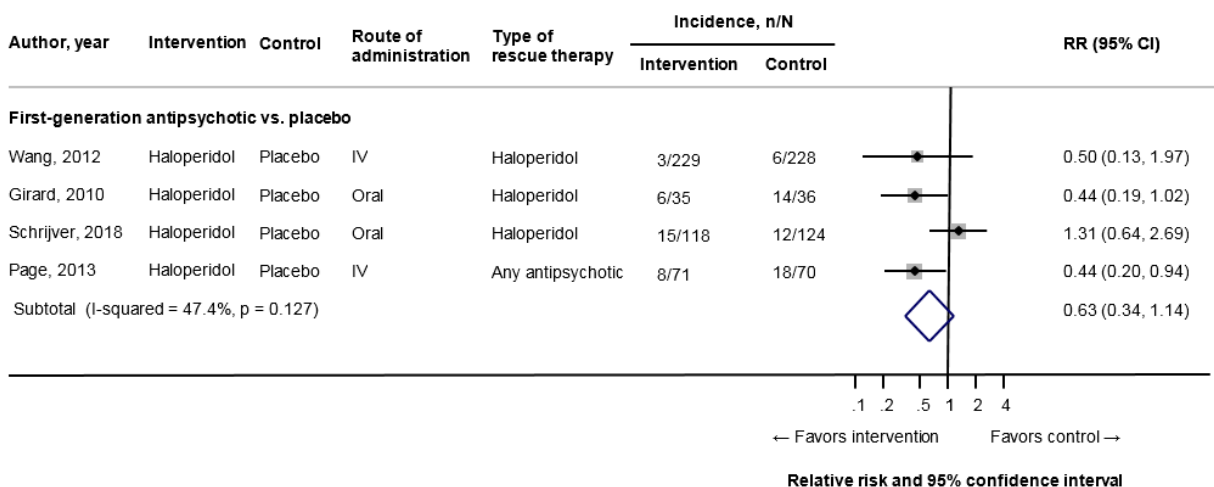 Incidence, n/N
Author, year Intervention Control Route of administration Type of rescue therapy Intervention Control RR (95% CI)
First-generation antipsychotic vs. placebo
Wang, 2012 Haloperidol Placebo IV Haloperidol 3/229 6/228 0.50 (0.13, 1.97)
Girard, 2010 Haloperidol Placebo Oral Haloperidol 6/35 14/36 0.44 (0.19, 1.02)
Schrijver, 2018 Haloperidol Placebo Oral Haloperidol 15/118 12/124 1.31 (0.64, 2.69)
Page, 2013 Haloperidol Placebo IV Any antipsychotic 8/71 18/70 0.44 (0.20, 0.94)
Subtotal (I-squared = 47.4%, p = 0.127) 0.63 (0.34, 1.14)
.1 .2 .5 1 2 4
← Favors intervention Favors control →
Relative risk and 95% confidence interval